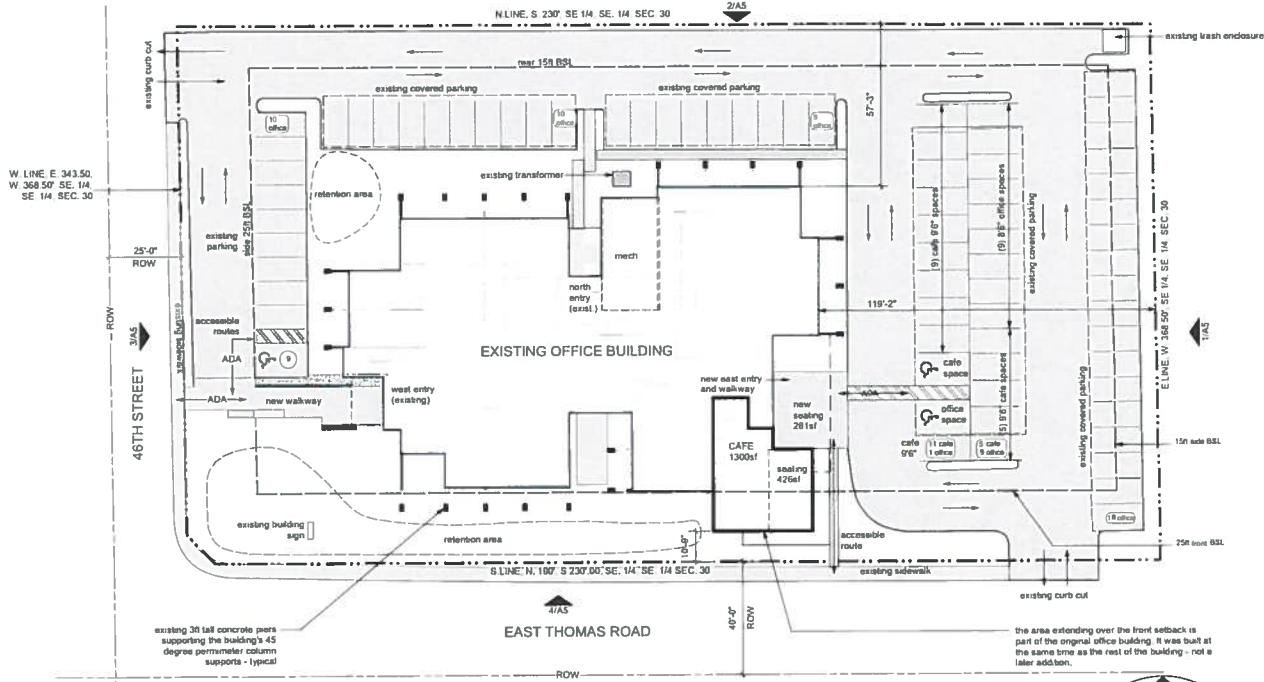 N.LINE, S. 230', SE 1/4, SE. 1/4. SEC. 30
2/A5
existing trash enclosure
existing curb cut
rear 15ft BSL
existing covered parking
existing covered parking
10
office
10
office
9
office
57'-3"
W. LINE, E. 343.50,
W. 368.50' SE. 1/4,
SE 1/4. SEC. 30
retention area
existing transformer
side 25ft BSL
existing
parking
mech
25'-0"
ROW
north
entry
(exist.)
(9) cafe 9'6" spaces
(9) 8'6" office spaces
existing covered parking
119'-2"
E.LINE, W. 368 50', SE 1/4, SE. 1/4 SEC. 30
ROW
3/A5
1/A5
accessible
routes
ADA
9
EXISTING OFFICE BUILDING
46TH STREET
ADA
new walkway
west entry
(existing)
new east entry
and walkway
new
seating
281sf
ADA
cafe
space
office
space
(5) 9'6" cafe spaces
existing covered parking
CAFE
1300sf
seating
426sf
cafe
9'6"
11 cafe
1 office
5 cafe
9 office
15ft side BSL
existing building
sign
retention area
10'-0"
accessible
route
18 office
25ft front BSL
S.LINE, N, 190', S 230'.00, SE, 1/4, SE. 1/4 SEC. 30
existing sidewalk
existing curb cut
4/A5
EAST THOMAS ROAD
40'-0"
ROW
existing 3ft tall concrete piers
supporting the building's 45
degree permmeter column
supports - typical
the area extending over the front setback is
part of the original office building. It was built at
the same time as the rest of the building - not a
later addition.
ROW